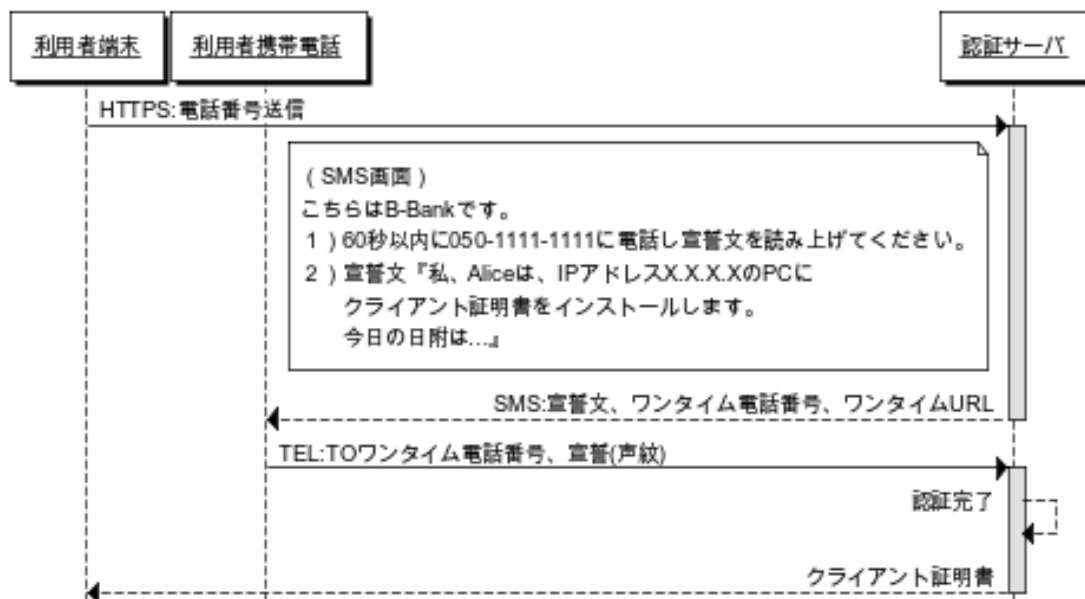 利用者端末
利用者携帯電話
認証サーバ
HTTPS:電話番号送信
(SMS画面)
こちらはB-Bankです。
1)60秒以内に050-1111-1111に電話し宣誓文を読み上げてください。
2)宣誓文『私、Aliceは、IPアドレスX.X.X.XのPCに
クライアント証明書をインストールします。
今日の日附は...』
SMS:宣誓文、ワンタイム電話番号、ワンタイムURL
TEL:TOワンタイム電話番号、宣誓(声紋)
認証完了
クライアント証明書